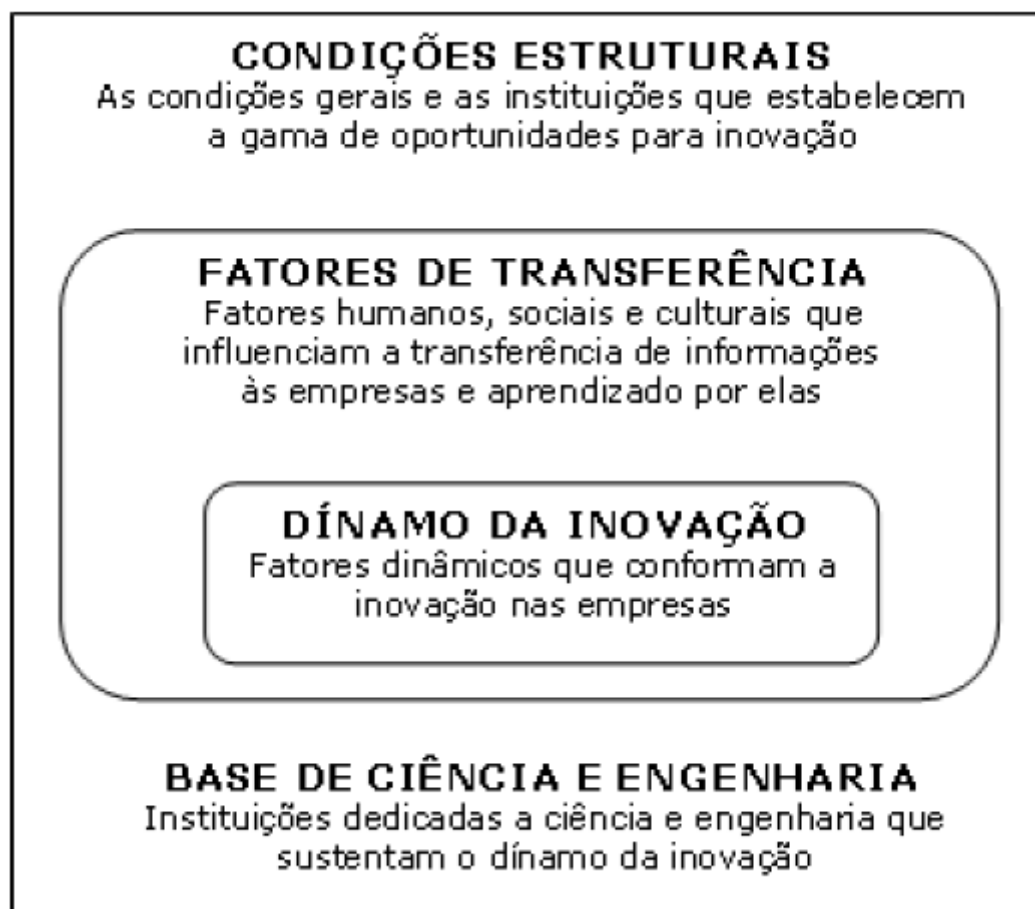 CONDIÇÕES ESTRUTURAIS
As condições gerais e as instituições que estabelecem
a gama de oportunidades para inovação
FATORES DE TRANSFERÊNCIA
Fatores humanos, sociais e culturais que
influenciam a transferência de informações
às empresas e aprendizado por elas
DÍNAMO DA INOVAÇÃO
Fatores dinâmicos que conformam a
inovação nas empresas
BASE DE CIÊNCIA E ENGENHARIA
Instituições dedicadas a ciência e engenharia que
sustentam o dínamo da inovação